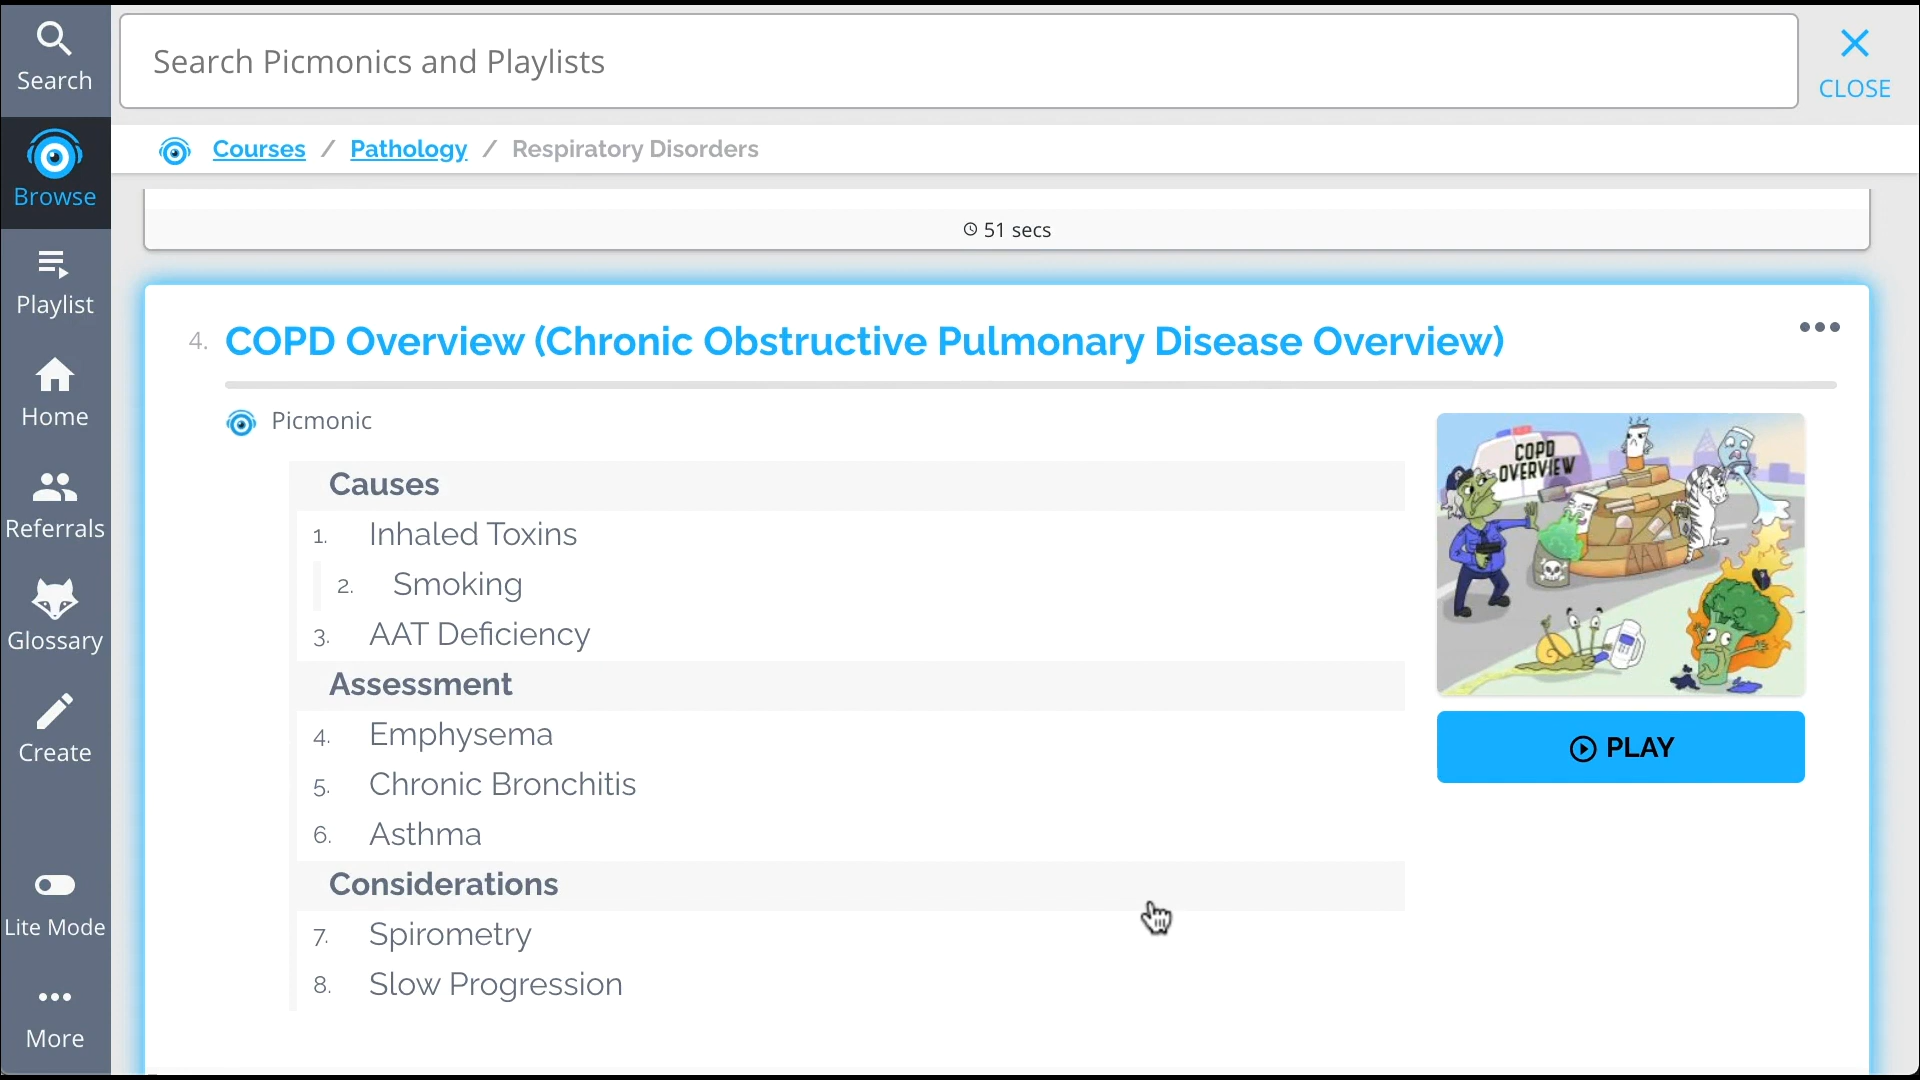 Search
Search Picmonics and Playlists
CLOSE
Browse
Courses / Pathology / Respiratory Disorders
51 secs
Playlist
Home
Referrals
Glossary
Create
Lite Mode
More
4. COPD Overview (Chronic Obstructive Pulmonary Disease Overview)
Picmonic
Causes
1. Inhaled Toxins
2. Smoking
3. AAT Deficiency
Assessment
4. Emphysema
5. Chronic Bronchitis
6. Asthma
Considerations
7. Spirometry
8. Slow Progression
COPD
OVERVIEW
AAT
PLAY